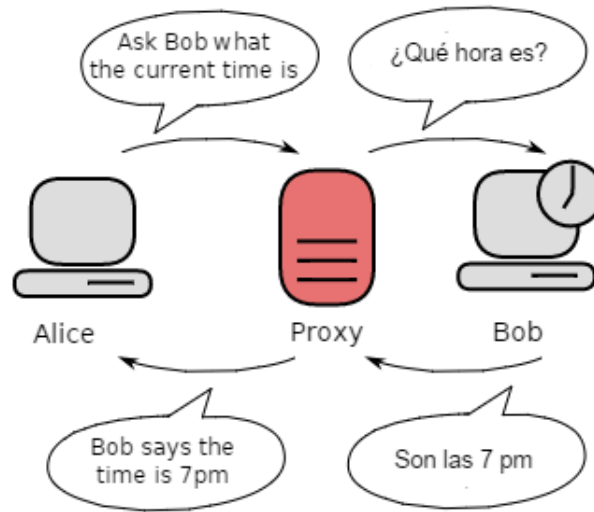 Ask Bob what
the current time is
¿Qué hora es?
Alice
Proxy
Bob
Bob says the
time is 7pm
Son las 7 pm